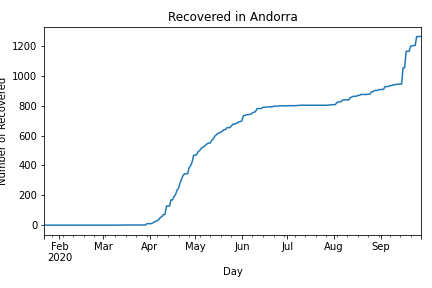 Recovered in Andorra
Number of Recovered
1200
1000
800
600
400
200
0
Feb Mar Apr May Jun Jul Aug Sep
2020
Day